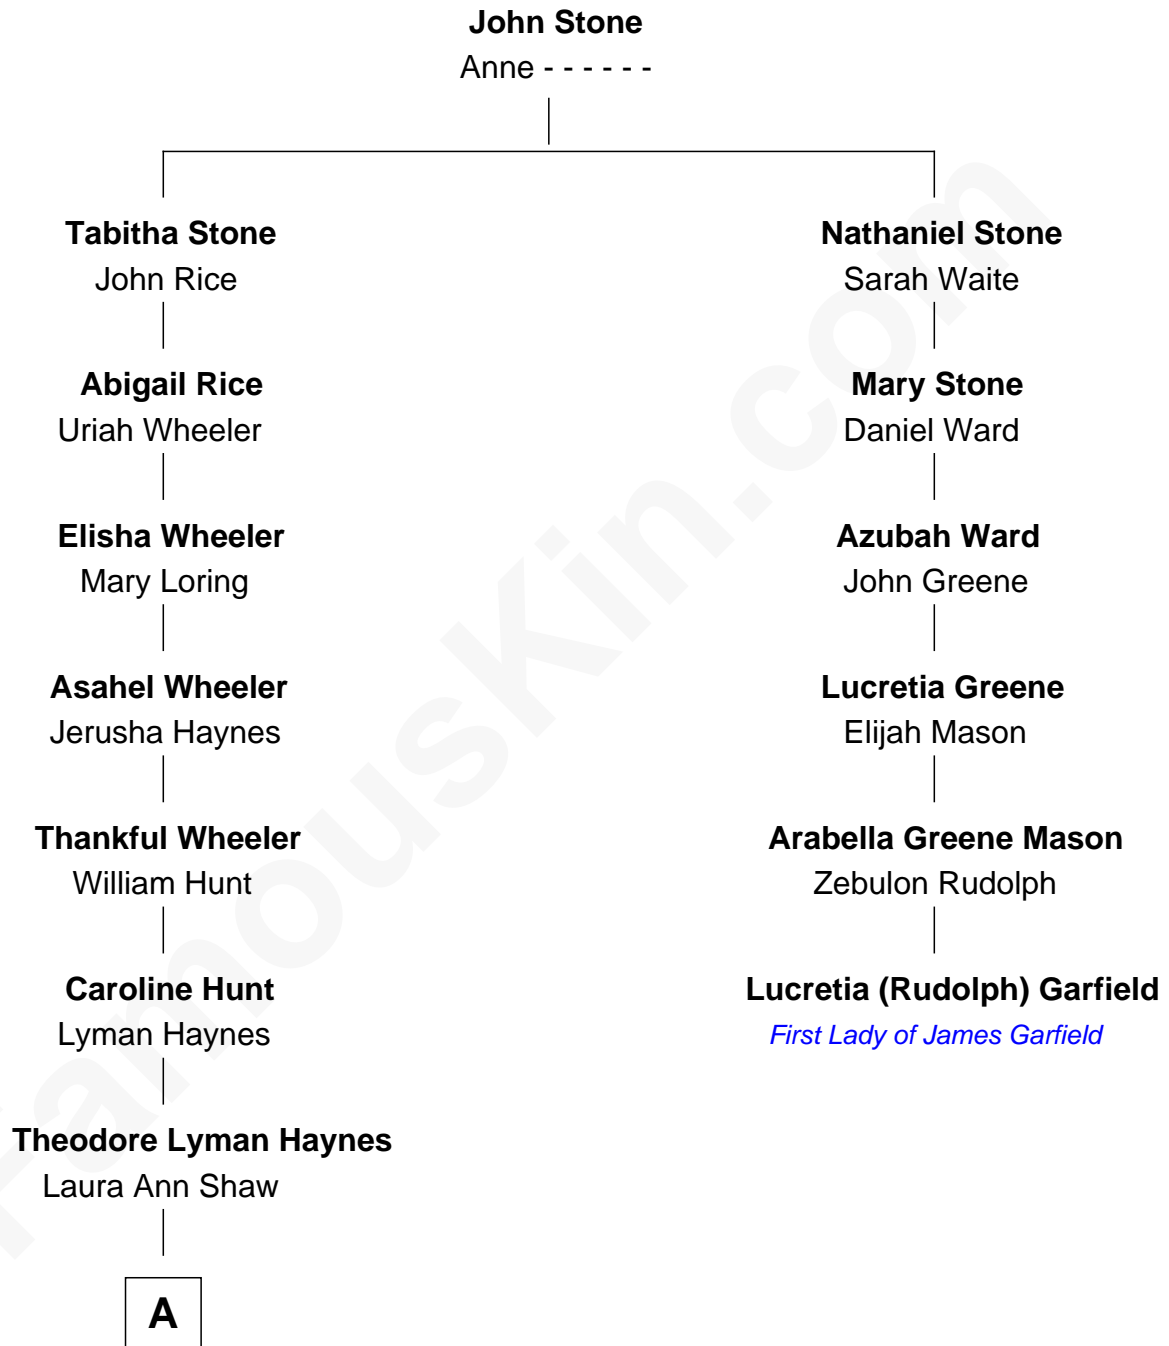 John Stone
Anne - - - - - -
Tabitha Stone
John Rice
Nathaniel Stone
Sarah Waite
Abigail Rice
Uriah Wheeler
Mary Stone
Daniel Ward
Elisha Wheeler
Mary Loring
Azubah Ward
John Greene
Asahel Wheeler
Jerusha Haynes
Lucretia Greene
Elijah Mason
Thankful Wheeler
William Hunt
Arabella Greene Mason
Zebulon Rudolph
Caroline Hunt
Lyman Haynes
Lucretia (Rudolph) Garfield
First Lady of James Garfield
Theodore Lyman Haynes
Laura Ann Shaw
A
FamousKin.com